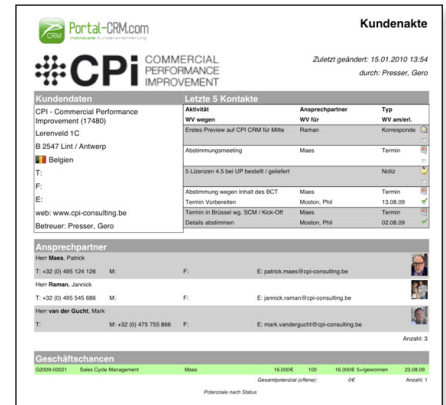 Portal-CRM.com
Kundenakte
CPi COMMERCIAL PERFORMANCE IMPROVEMENT
Zuletzt geändert: 15.01.2010 13:54
durch: Presser, Gero
Kundendaten
CPI - Commercial Performance
Improvement (17480)
Lerenveld 1C
B 2547 Lint / Antwerp
Belgien
T:
F:
E:
web: www.cpi-consulting.be
Betreuer: Presser, Gero
Letzte 5 Kontakte
Aktivität Ansprechpartner Typ
WV wegen WV für WV am/erl.
Erstes Preview auf CPI CRM für Mitte Raman Korresponde
Abstimmungsmeeting Maes Termin
5 Lizenzen 4.5 bei UP bestellt / geliefert Notiz
Abstimmung wegen Inhalt des BCT Maes Termin
Termin Vorbereiten Moston, Phil 13.08.09
Termin in Brüssel wg. SCM / Kick-Off Maes Termin
Details abstimmen Moston, Phil 02.08.09
Ansprechpartner
Herr Maes, Patrick
T: +32 (0) 495 124 126 M: F: E: patrick.maes@cpi-consulting.be
Herr Raman, Jannick
T: +32 (0) 495 545 686 M: F: E: jannick.raman@cpi-consulting.be
Herr van der Gucht, Mark
T: M: +32 (0) 475 755 866 F: E: mark.vandergucht@cpi-consulting.be
Anzahl: 3
Geschäftschancen
G2009-00021 Sales Cycle Management Maes 16.000€ 100 16.000€ 5=/gewonnen 23.08.09
Gesamtpotenzial (offene): 0€ Anzahl: 1
Potenziale nach Status